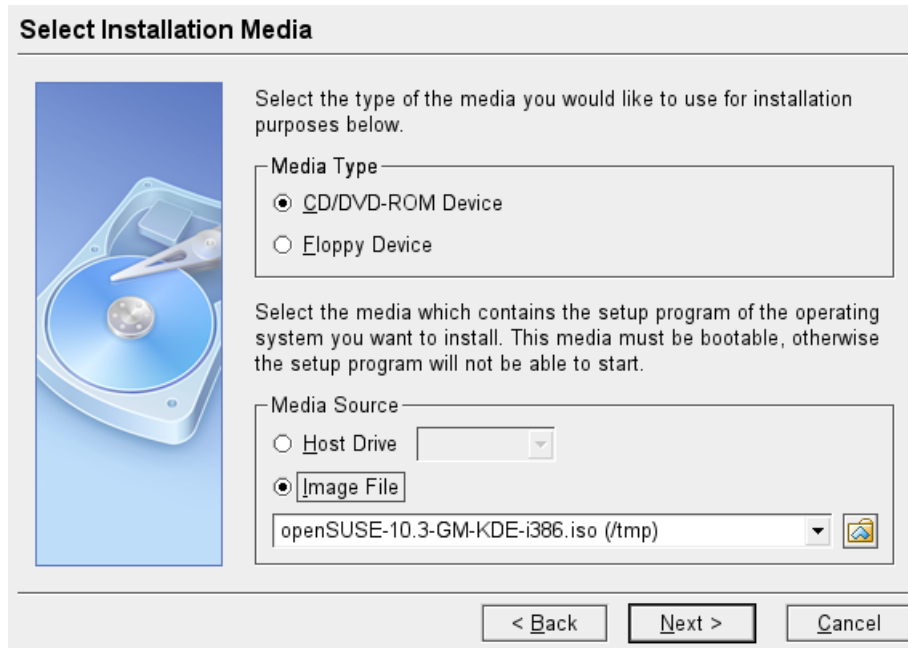 Select Installation Media
Select the type of the media you would like to use for installation
purposes below.
Media Type
CD/DVD-ROM Device
Floppy Device
Select the media which contains the setup program of the operating
system you want to install. This media must be bootable, otherwise
the setup program will not be able to start.
Media Source
Host Drive
Image File
openSUSE-10.3-GM-KDE-i386.iso (/tmp)
< Back Next > Cancel